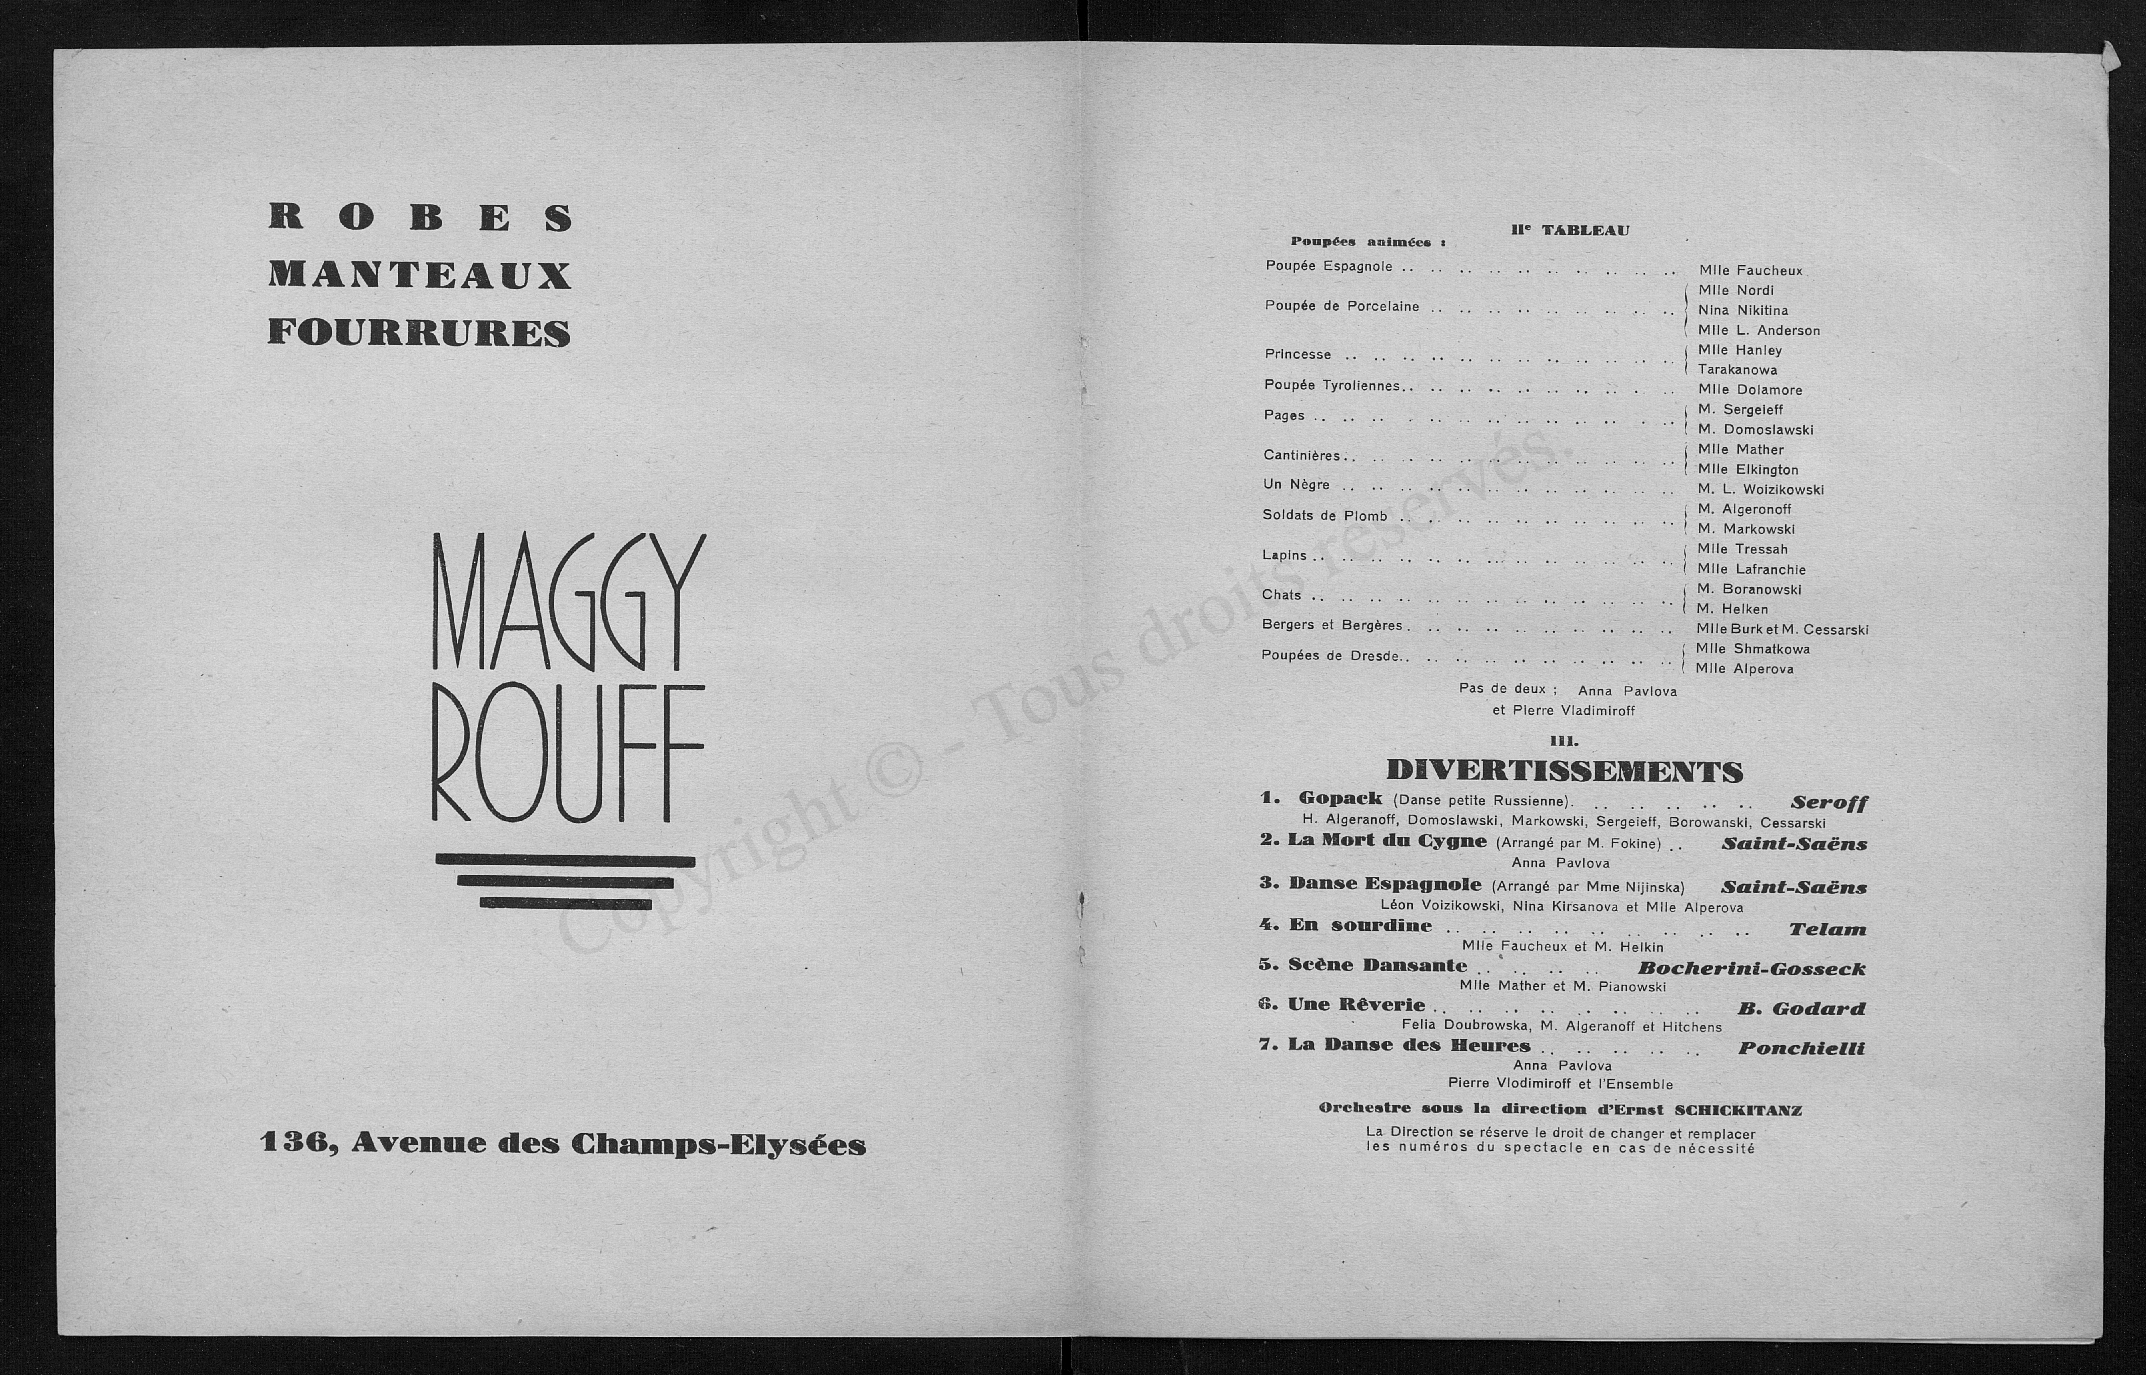 ROBES
MANTEAUX
FOURRURES
MAGGY
ROUFF
136, Avenue des Champs-Elysées
IIe TABLEAU
Poupées animées :
Poupée Espagnole .. .. .. .. .. .. .. .. .. .. Mlle Faucheux
Mlle Nordi
Poupée de Porcelaine .. .. .. .. .. .. .. .. .. Nina Nikitina
Mlle L. Anderson
Princesse .. .. .. .. .. .. .. .. .. .. .. .. Mlle Hanley
Tarakanowa
Poupée Tyroliennes.. .. .. .. .. .. .. .. . .. Mlle Dolamore
Pages .. .. .. .. .. .. .. .. .. .. .. .. .. M. Sergeieff
M. Domoslawski
Cantinières.. .. .. .. .. .. .. .. .. .. .. .. Mlle Mather
Mlle Elkington
Un Nègre .. .. .. .. .. .. .. .. .. .. .. .. M. L. Woizikowski
Soldats de Plomb .. .. .. .. .. .. .. .. .. .. M. Algeronoff
M. Markowski
Lapins .. .. .. .. .. .. .. .. .. .. .. .. .. Mlle Tressah
Mlle Lafranchie
Chats .. .. .. .. .. .. .. .. .. .. .. .. .. M. Boranowski
M. Helken
Bergers et Bergères. .. .. .. .. .. .. .. .. .. Mlle Burk et M. Cessarski
Poupées de Dresde.. .. .. .. .. .. .. .. .. .. Mlle Shmatkowa
Mlle Alperova
Pas de deux ; Anna Pavlova
et Pierre Vladimiroff
III.
DIVERTISSEMENTS
1. Gopack (Danse petite Russienne). .. .. .. .. .. Seroff
H. Algeranoff, Domoslawski, Markowski, Sergeieff, Borowanski, Cessarski
2. La Mort du Cygne (Arrangé par M. Fokine) .. Saint-Saëns
Anna Pavlova
3. Danse Espagnole (Arrangé par Mme Nijinska) Saint-Saëns
Léon Voizikowski, Nina Kirsanova et Mlle Alperova
4. En sourdine .. .. .. .. .. .. .. .. .. Telam
Mlle Faucheux et M. Helkin
5. Scène Dansante .. .. .. .. .. Bocherini-Gosseck
Mlle Mather et M. Pianowski
6. Une Rêverie .. .. .. .. .. .. .. .. B. Godard
Felia Doubrowska, M. Algeranoff et Hitchens
7. La Danse des Heures .. .. .. .. .. Ponchielli
Anna Pavlova
Pierre Vlodimiroff et l'Ensemble
Orchestre sous la direction d'Ernst SCHICKITANZ
La Direction se réserve le droit de changer et remplacer
les numéros du spectacle en cas de nécessité
Copyright © - Tous droits réservés.